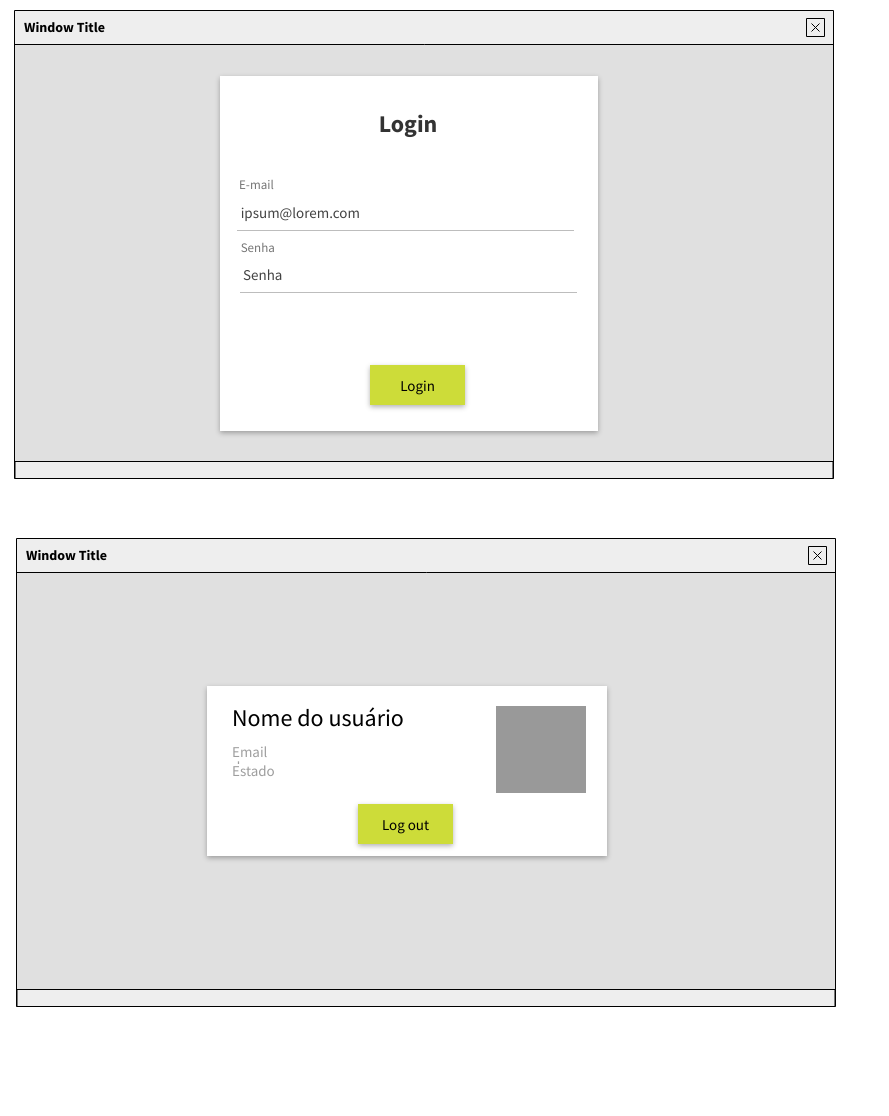 Window Title
Login
E-mail
ipsum@lorem.com
Senha
Senha
Login
Window Title
Nome do usuário
Email
Estado
Log out